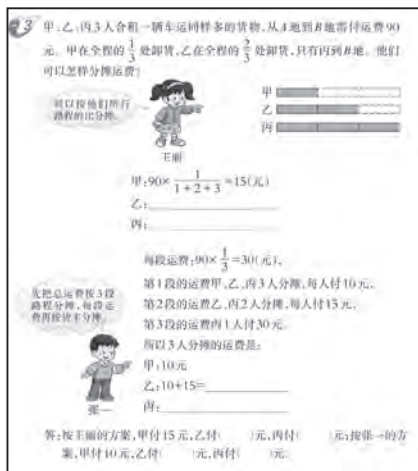 3 甲、乙、丙3人合租一辆车运同样多的货物,从A地到B地需付运费90
元。甲在全程的1/3处卸货,乙在全程的2/3处卸货,只有丙到B地。他们
可以怎样分摊运费?
可以按他们所行
路程的比分摊。
甲
乙
丙
王丽
甲:90×1/(1+2+3)=15(元)
乙:
丙:
每段运费:90×1/3=30(元),
第1段的运费甲、乙、丙3人分摊,每人付10元,
第2段的运费乙、丙2人分摊,每人付15元,
第3段的运费丙1人付30元。
所以3人分摊的运费是:
先把总运费按3段
路程分摊,每段运
费再按货主分摊。
甲:10元
乙:10+15=
丙:
张一
答:按王丽的方案,甲付15元,乙付( )元,丙付( )元;按张一的方
案,甲付10元,乙付( )元,丙付( )元。